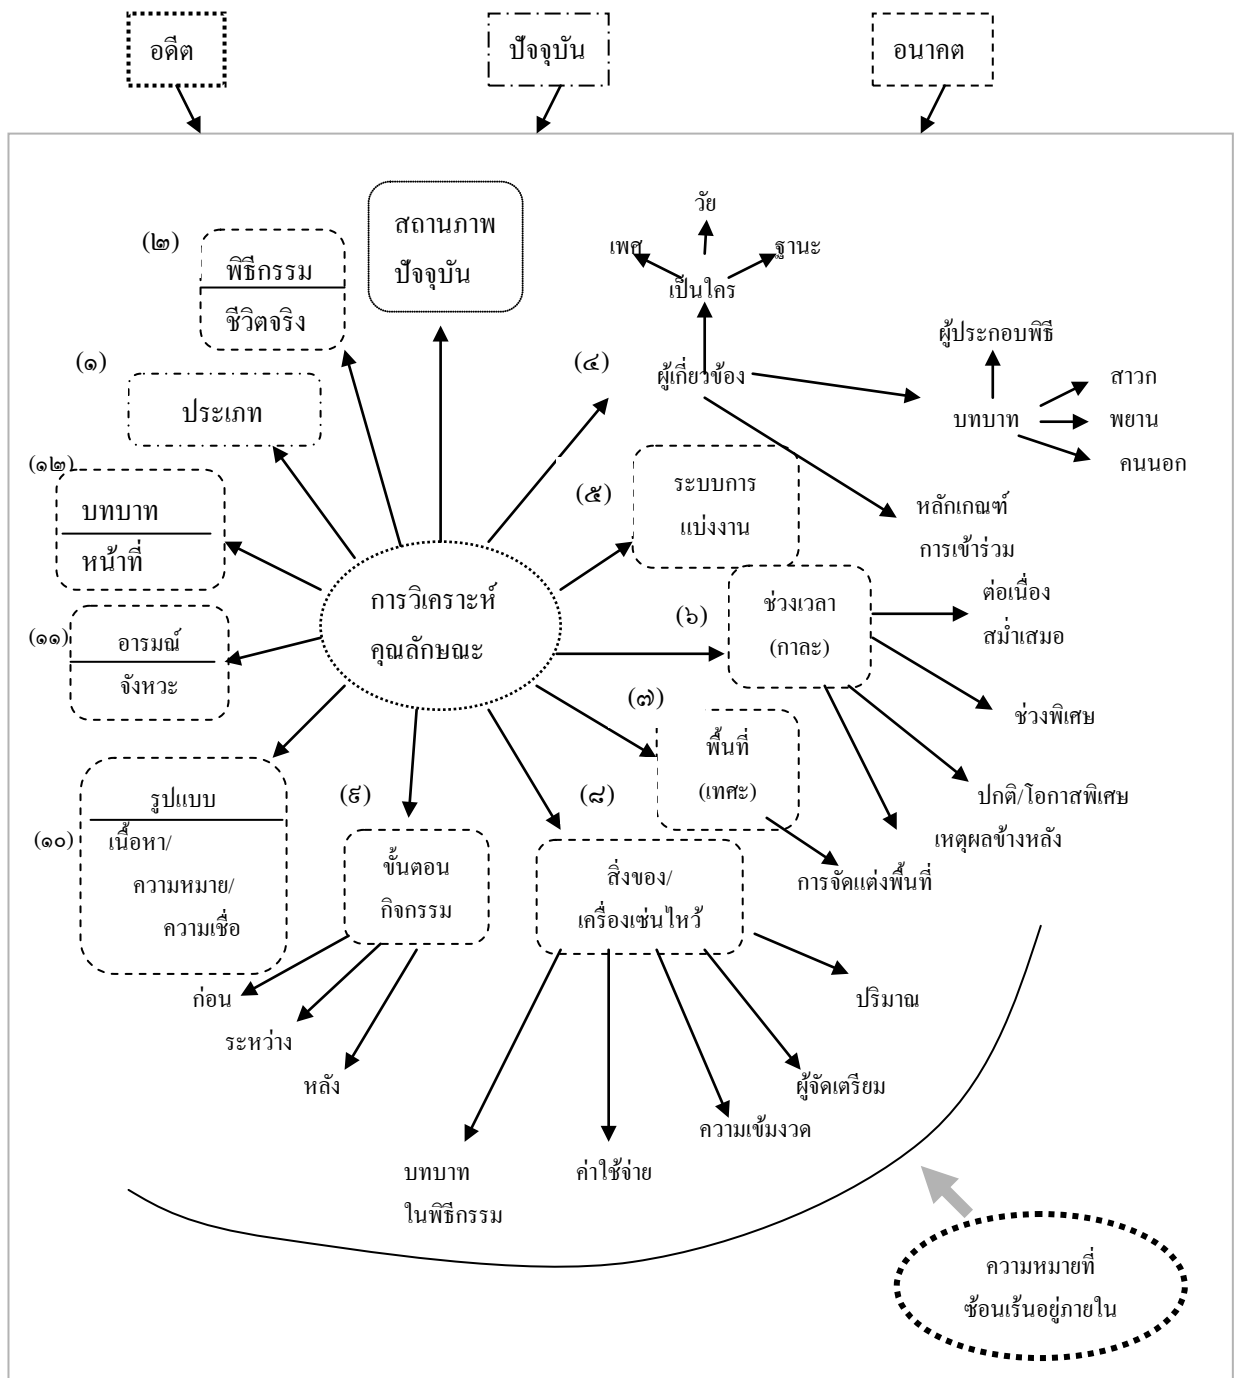 อดีต
ปัจจุบัน
อนาคต
สถานภาพ
ปัจจุบัน
(๒)
พิธีกรรม
ชีวิตจริง
(๑)
ประเภท
(๑๒)
บทบาท
หน้าที่
(๑๑)
อารมณ์
จังหวะ
การวิเคราะห์
คุณลักษณะ
วัย
เพศ
ฐานะ
เป็นใคร
(๔)
ผู้เกี่ยวข้อง
ผู้ประกอบพิธี
บทบาท
สาวก
พยาน
คนนอก
หลักเกณฑ์
การเข้าร่วม
(๕)
ระบบการ
แบ่งงาน
(๖)
ช่วงเวลา
(กาละ)
ต่อเนื่อง
สม่ำเสมอ
ช่วงพิเศษ
ปกติ/โอกาสพิเศษ
เหตุผลข้างหลัง
(๗)
พื้นที่
(เทศะ)
การจัดแต่งพื้นที่
(๘)
สิ่งของ/
เครื่องเซ่นไหว้
ปริมาณ
ผู้จัดเตรียม
ความเข้มงวด
ค่าใช้จ่าย
บทบาท
ในพิธีกรรม
(๙)
ขั้นตอน
กิจกรรม
ก่อน
ระหว่าง
หลัง
(๑๐)
รูปแบบ
เนื้อหา/
ความหมาย/
ความเชื่อ
ความหมายที่
ซ้อนเร้นอยู่ภายใน